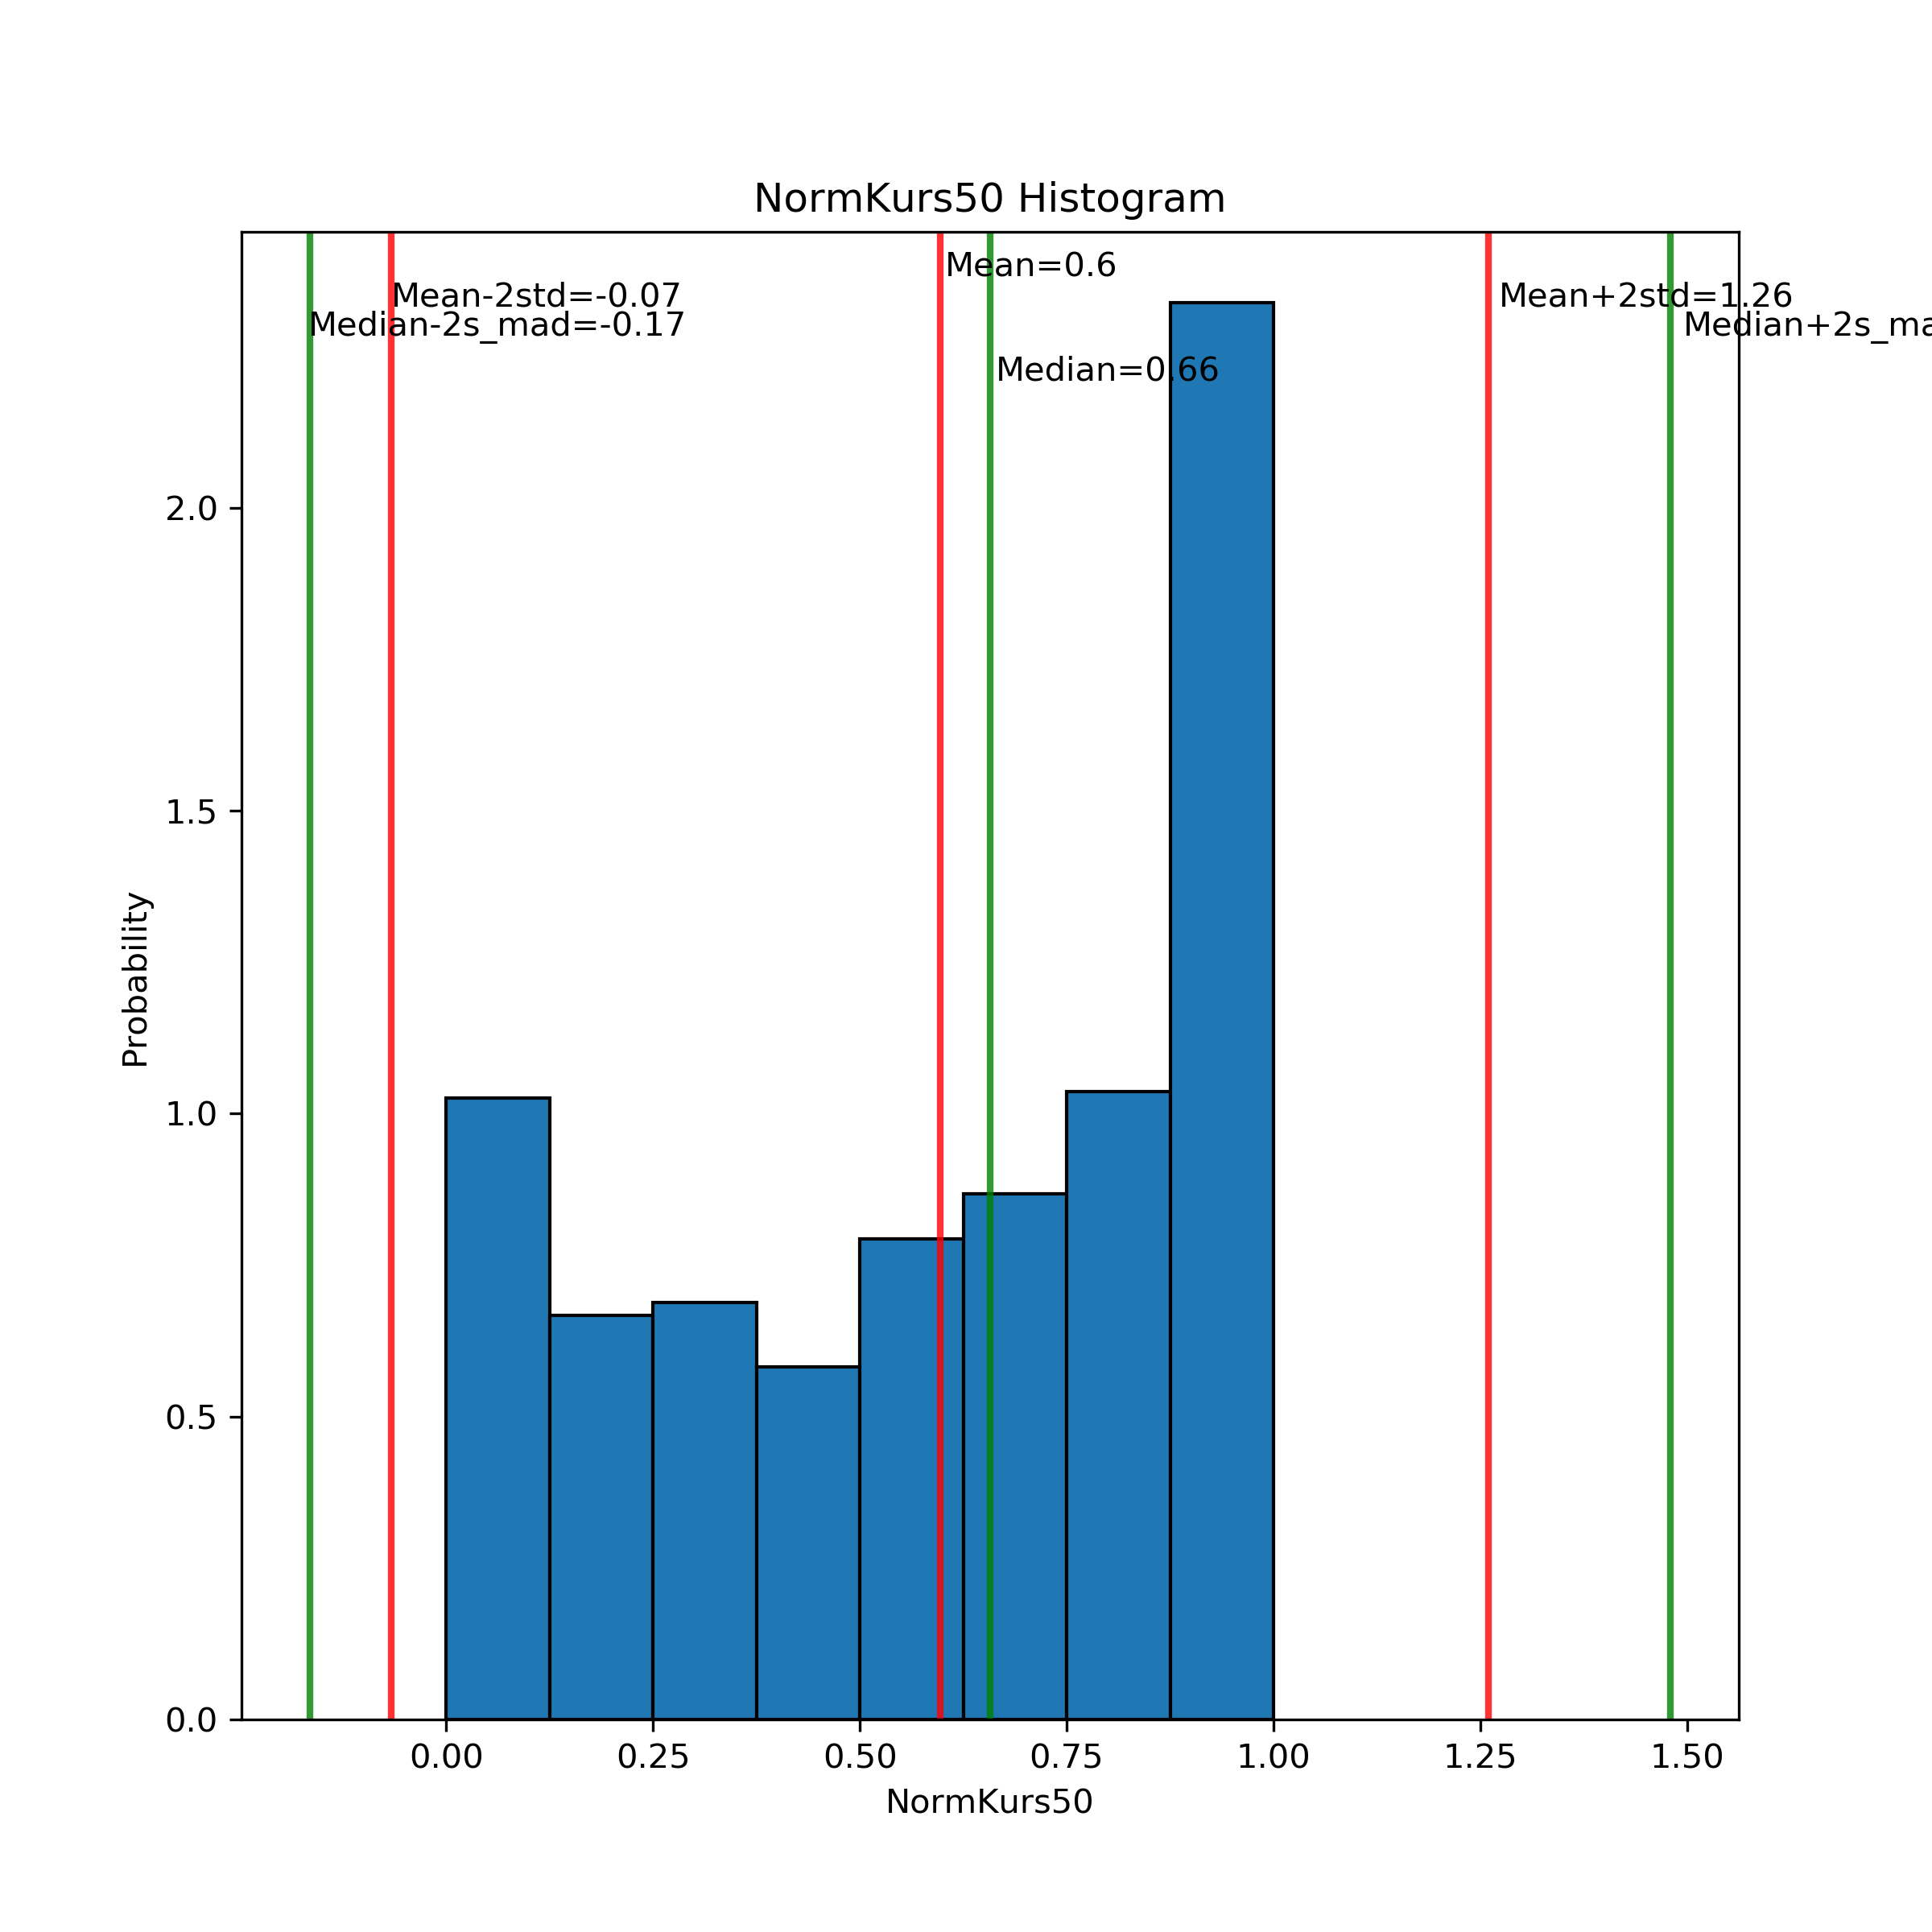 NormKurs50 Histogram
Mean=0.6
Mean-2std=-0.07
Mean+2std=1.26
Median-2s_mad=-0.17
Median+2s_ma
Median=0.66
2.0
1.5
1.0
0.5
0.0
Probability
0.00 0.25 0.50 0.75 1.00 1.25 1.50
NormKurs50